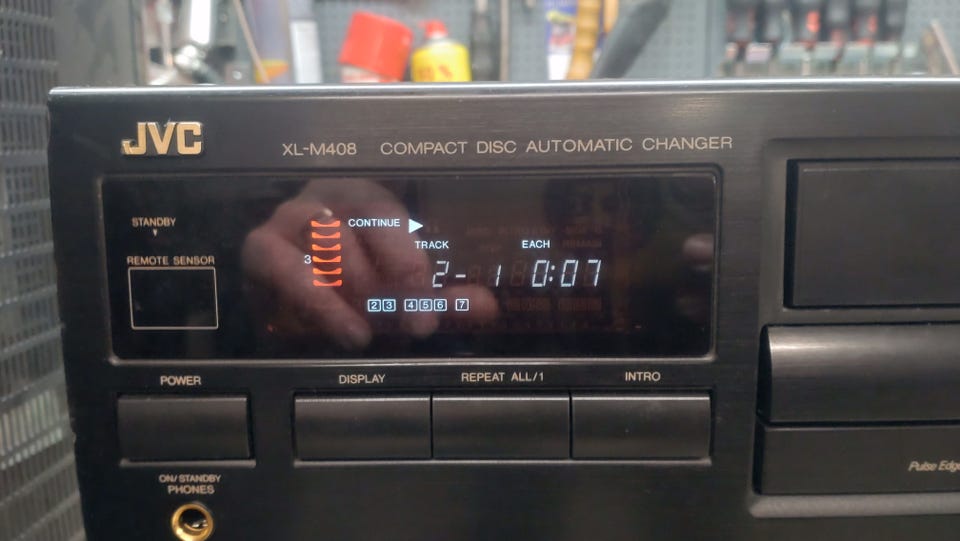 JVC
XL-M408 COMPACT DISC AUTOMATIC CHANGER
STANDBY
CONTINUE
TRACK EACH
REMOTE SENSOR
3
2-1 0:07
2 3 4 5 6 7
POWER
DISPLAY
REPEAT ALL/1
INTRO
Pulse Edge
ON/STANDBY
PHONES